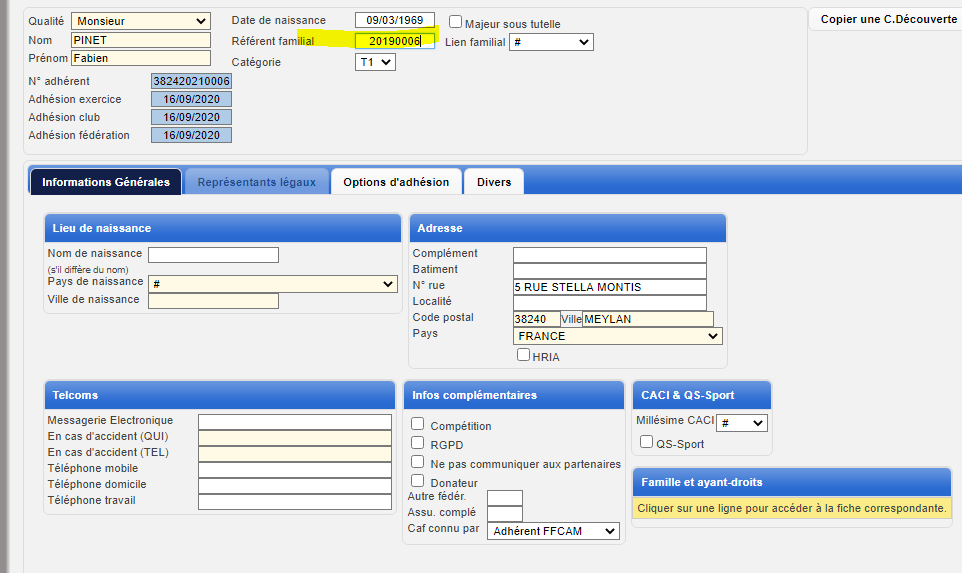 Qualité Monsieur Date de naissance 09/03/1969 Majeur sous tutelle Copier une C.Découverte
Nom PINET Référent familial 20190006 Lien familial #
Prénom Fabien Catégorie T1
N° adhérent 382420210006
Adhésion exercice 16/09/2020
Adhésion club 16/09/2020
Adhésion fédération 16/09/2020
Informations Générales Représentants légaux Options d'adhésion Divers
Lieu de naissance
Nom de naissance
(s'il diffère du nom)
Pays de naissance #
Ville de naissance
Adresse
Complément
Batiment
N° rue 5 RUE STELLA MONTIS
Localité
Code postal 38240 Ville MEYLAN
Pays FRANCE
HRIA
Telcoms
Messagerie Electronique
En cas d'accident (QUI)
En cas d'accident (TEL)
Téléphone mobile
Téléphone domicile
Téléphone travail
Infos complémentaires
Compétition
RGPD
Ne pas communiquer aux partenaires
Donateur
Autre fédér.
Assu. complé
Caf connu par Adhérent FFCAM
CACI & QS-Sport
Millésime CACI #
QS-Sport
Famille et ayant-droits
Cliquer sur une ligne pour accéder à la fiche correspondante.